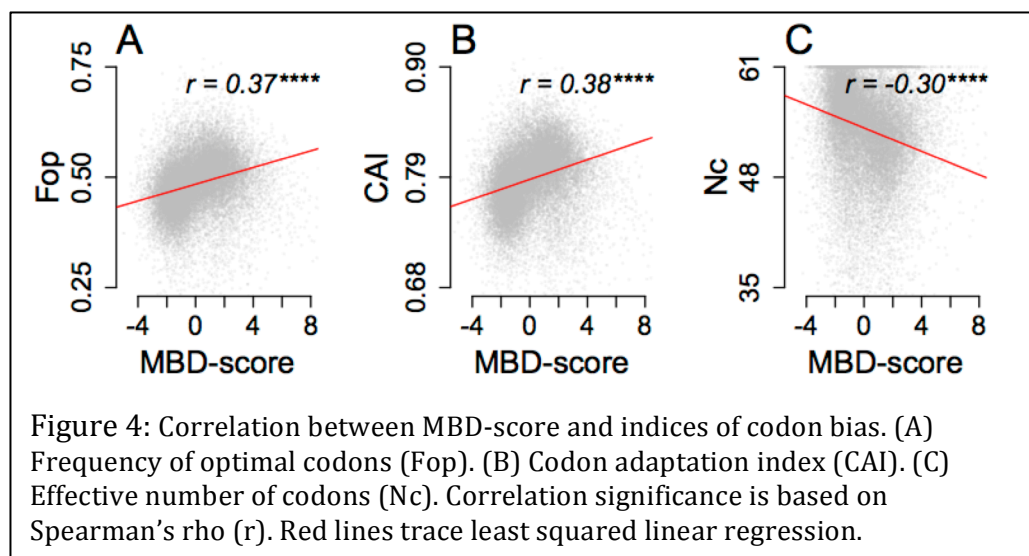 A
B
C
0.75
0.50
0.25
Fop
r = 0.37****
-4 0 4 8
MBD-score
0.90
0.79
0.68
CAI
r = 0.38****
-4 0 4 8
MBD-score
61
48
35
Nc
r = -0.30****
-4 0 4 8
MBD-score
Figure 4: Correlation between MBD-score and indices of codon bias. (A)
Frequency of optimal codons (Fop). (B) Codon adaptation index (CAI). (C)
Effective number of codons (Nc). Correlation significance is based on
Spearman’s rho (r). Red lines trace least squared linear regression.